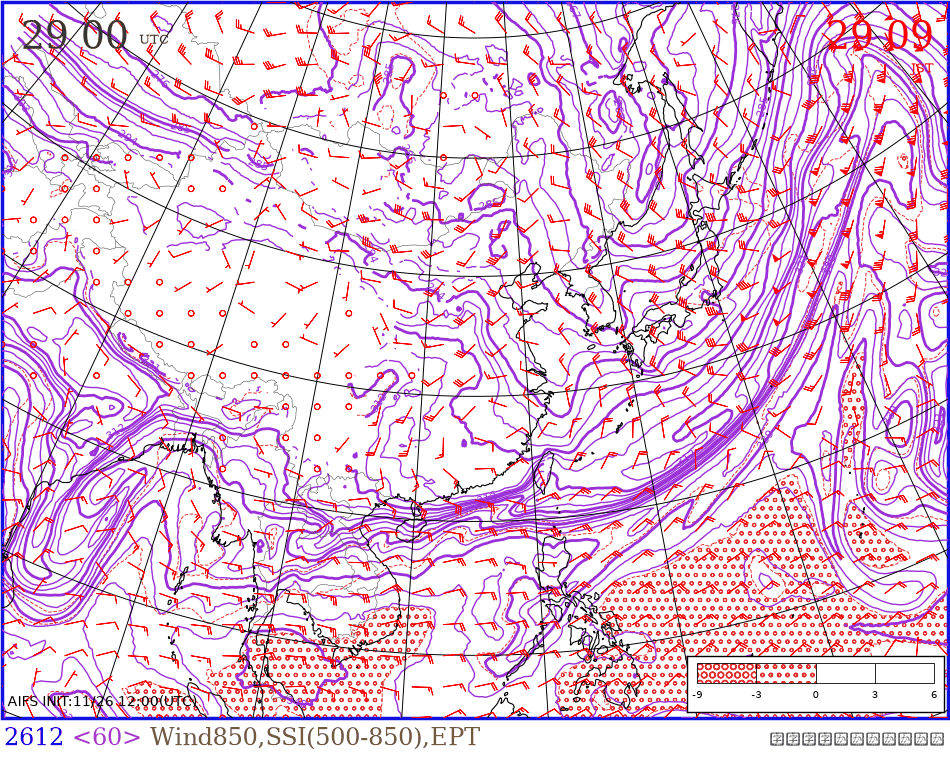 29 00 UTC
29 09
JST
AIFS INIT:11/26 12:00(UTC)
-9 -3 0 3 6
2612 <60> Wind850,SSI(500-850),EPT